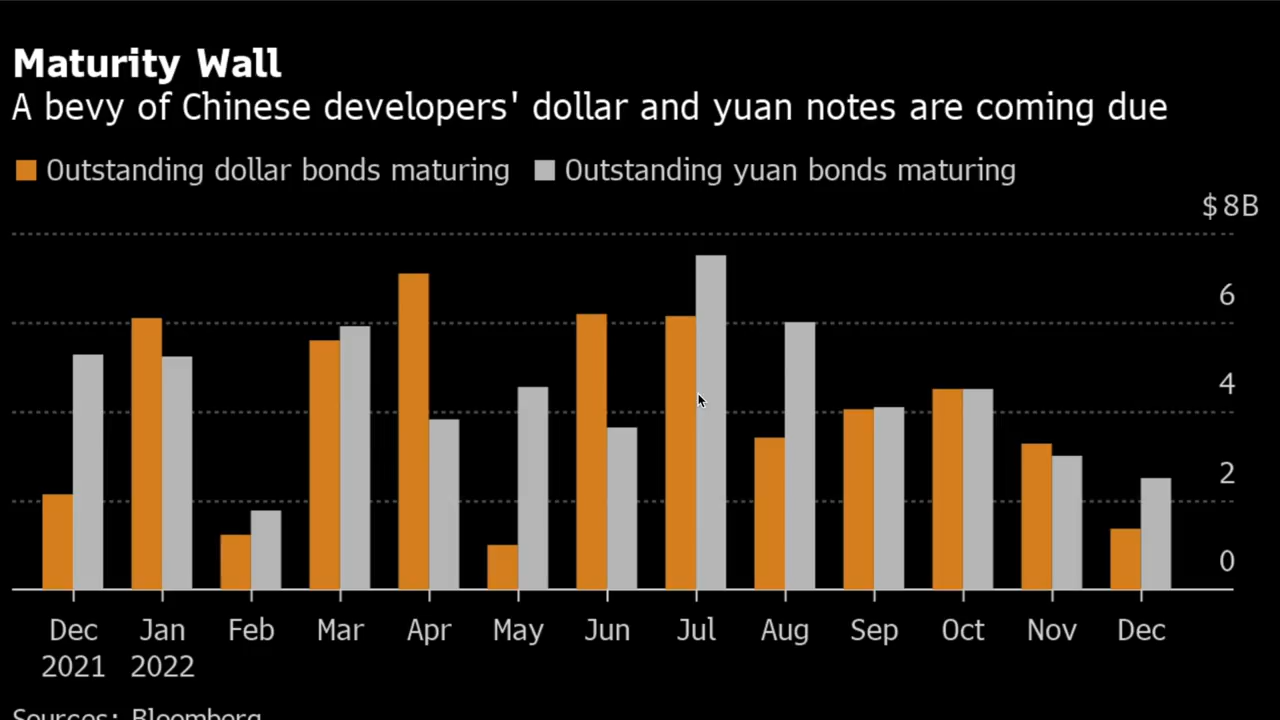 Maturity Wall
A bevy of Chinese developers' dollar and yuan notes are coming due
Outstanding dollar bonds maturing Outstanding yuan bonds maturing
$8B
6
4
2
0
Dec Jan Feb Mar Apr May Jun Jul Aug Sep Oct Nov Dec
2021 2022
Sources: Bloomberg